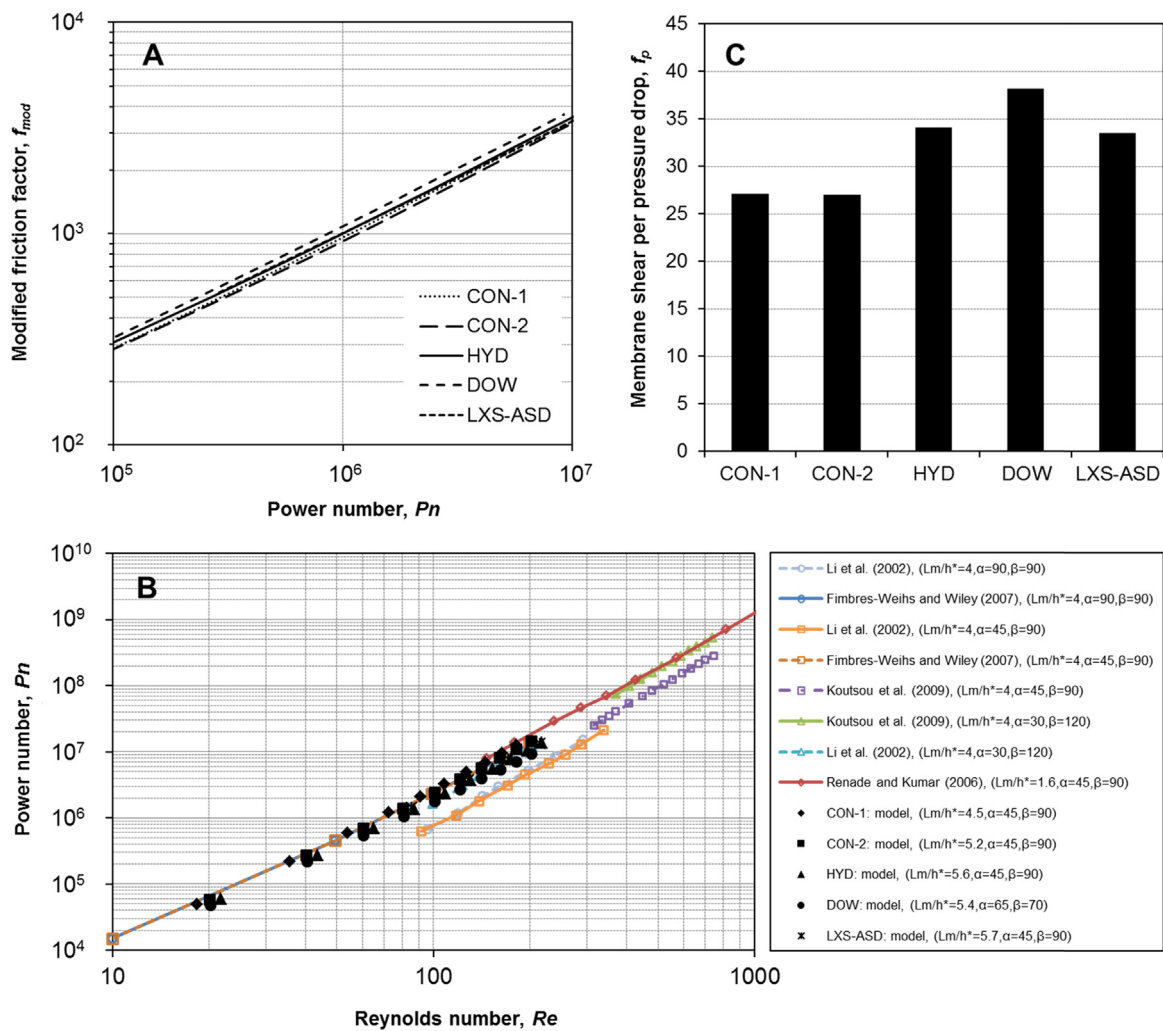 A
Modified friction factor, f_mod
10^4
10^3
10^2
10^5
10^6
10^7
CON-1
CON-2
HYD
DOW
LXS-ASD
Power number, Pn
C
Membrane shear per pressure drop, f_p
45
40
35
30
25
20
15
10
5
0
CON-1
CON-2
HYD
DOW
LXS-ASD
B
Power number, Pn
10^10
10^9
10^8
10^7
10^6
10^5
10^4
10
100
1000
Reynolds number, Re
Li et al. (2002), (Lm/h*=4,α=90,β=90)
Fimbres-Weihs and Wiley (2007), (Lm/h*=4,α=90,β=90)
Li et al. (2002), (Lm/h*=4,α=45,β=90)
Fimbres-Weihs and Wiley (2007), (Lm/h*=4,α=45,β=90)
Koutsou et al. (2009), (Lm/h*=4,α=45,β=90)
Koutsou et al. (2009), (Lm/h*=4,α=30,β=120)
Li et al. (2002), (Lm/h*=4,α=30,β=120)
Renade and Kumar (2006), (Lm/h*=1.6,α=45,β=90)
CON-1: model, (Lm/h*=4.5,α=45,β=90)
CON-2: model, (Lm/h*=5.2,α=45,β=90)
HYD: model, (Lm/h*=5.6,α=45,β=90)
DOW: model, (Lm/h*=5.4,α=65,β=70)
LXS-ASD: model, (Lm/h*=5.7,α=45,β=90)